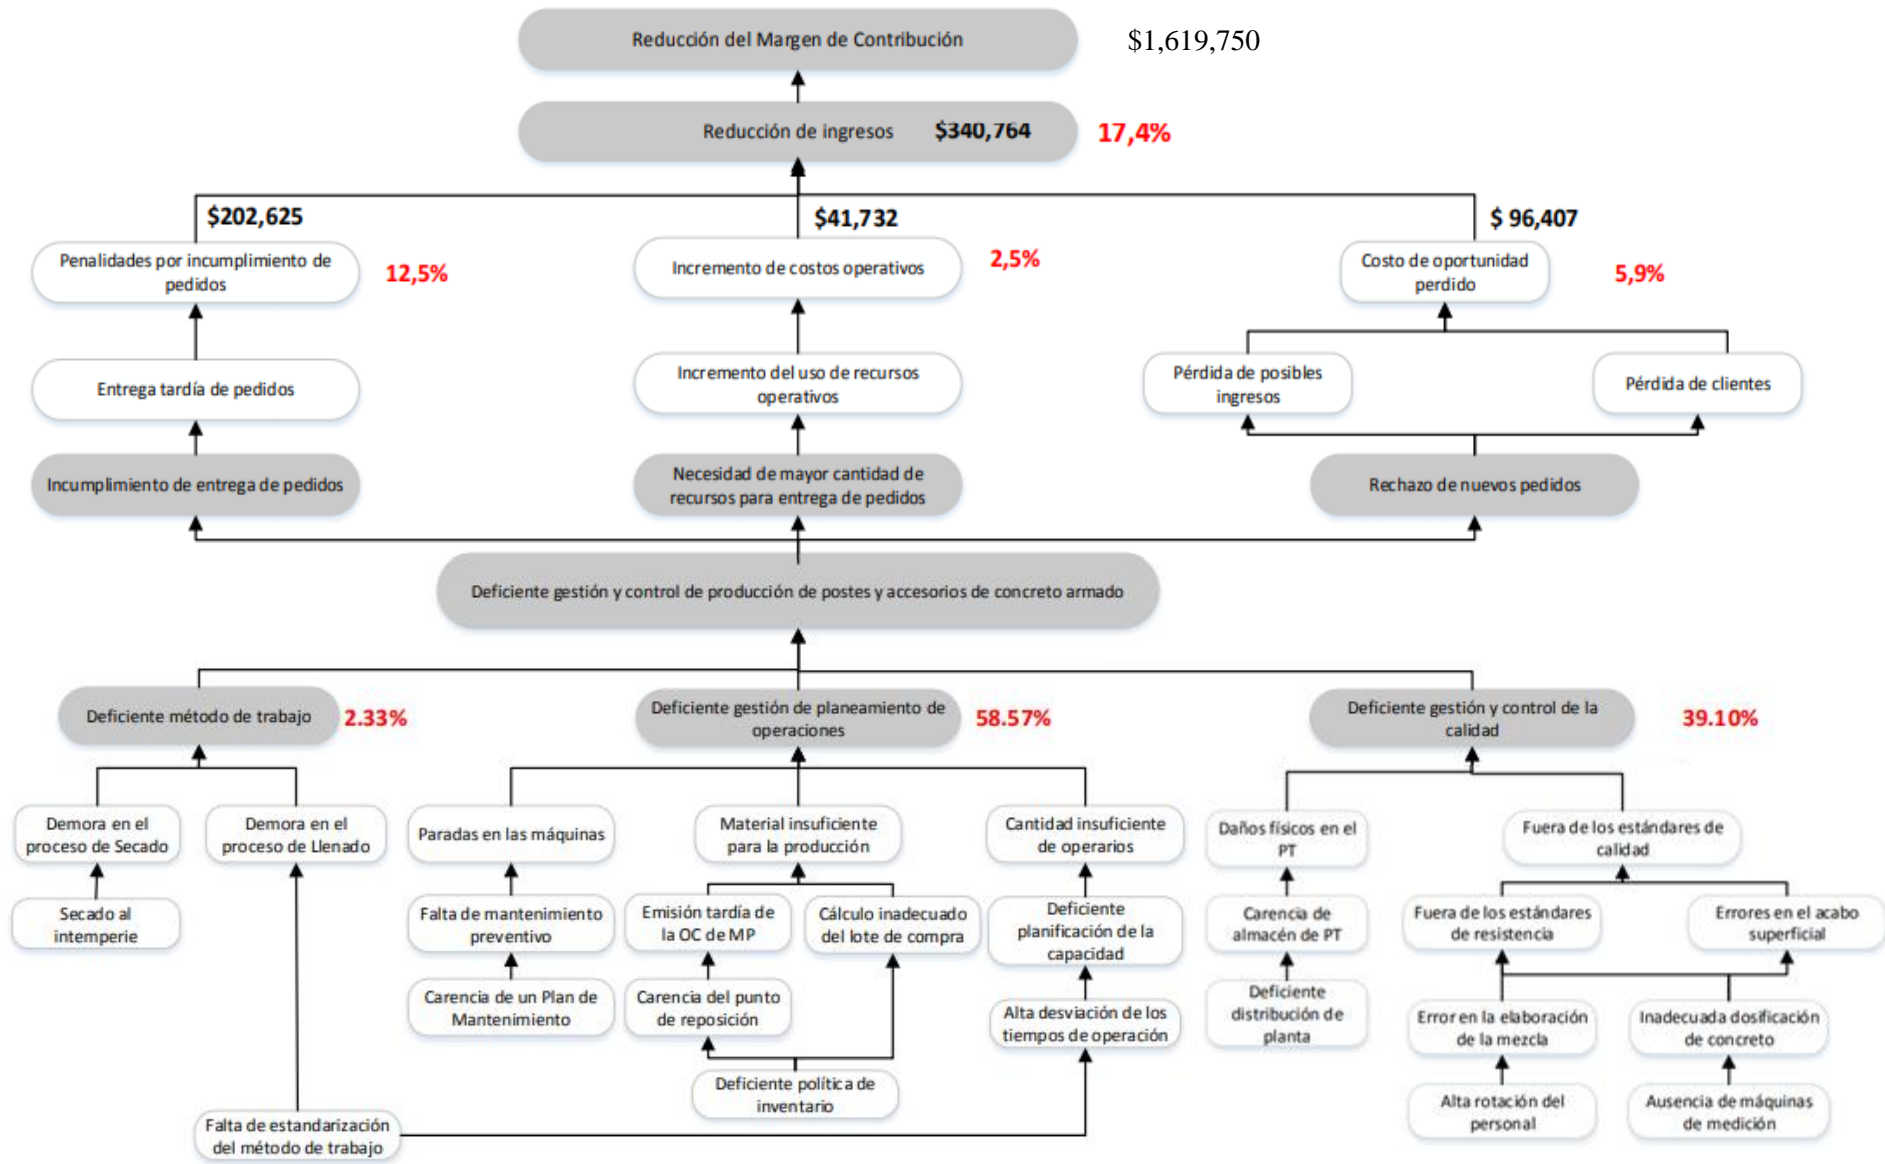 Reducción del Margen de Contribución
$1,619,750
Reducción de ingresos
$340,764
17,4%
$202,625
$41,732
$ 96,407
Penalidades por incumplimiento de
pedidos
12,5%
Incremento de costos operativos
2,5%
Costo de oportunidad
perdido
5,9%
Entrega tardía de pedidos
Incremento del uso de recursos
operativos
Pérdida de posibles
ingresos
Pérdida de clientes
Incumplimiento de entrega de pedidos
Necesidad de mayor cantidad de
recursos para entrega de pedidos
Rechazo de nuevos pedidos
Deficiente gestión y control de producción de postes y accesorios de concreto armado
Deficiente método de trabajo
2.33%
Deficiente gestión de planeamiento de
operaciones
58.57%
Deficiente gestión y control de la
calidad
39.10%
Demora en el
proceso de Secado
Demora en el
proceso de Llenado
Paradas en las máquinas
Material insuficiente
para la producción
Cantidad insuficiente
de operarios
Daños físicos en el
PT
Fuera de los estándares de
calidad
Secado al
intemperie
Falta de mantenimiento
preventivo
Emisión tardía de
la OC de MP
Cálculo inadecuado
del lote de compra
Deficiente
planificación de la
capacidad
Carencia de
almacén de PT
Fuera de los estándares
de resistencia
Errores en el acabo
superficial
Carencia de un Plan de
Mantenimiento
Carencia del punto
de reposición
Alta desviación de los
tiempos de operación
Deficiente
distribución de
planta
Error en la elaboración
de la mezcla
Inadecuada dosificación
de concreto
Deficiente política de
inventario
Falta de estandarización
del método de trabajo
Alta rotación del
personal
Ausencia de máquinas
de medición